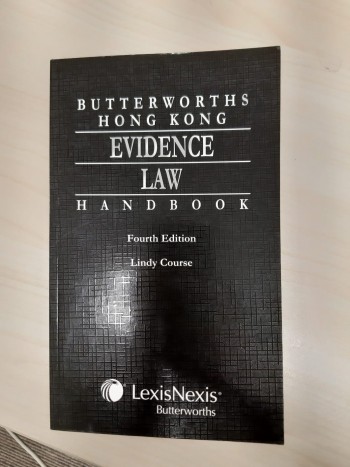 BUTTERWORTHS
HONG KONG
EVIDENCE
LAW
HANDBOOK
Fourth Edition
Lindy Course
LexisNexis®
Butterworths